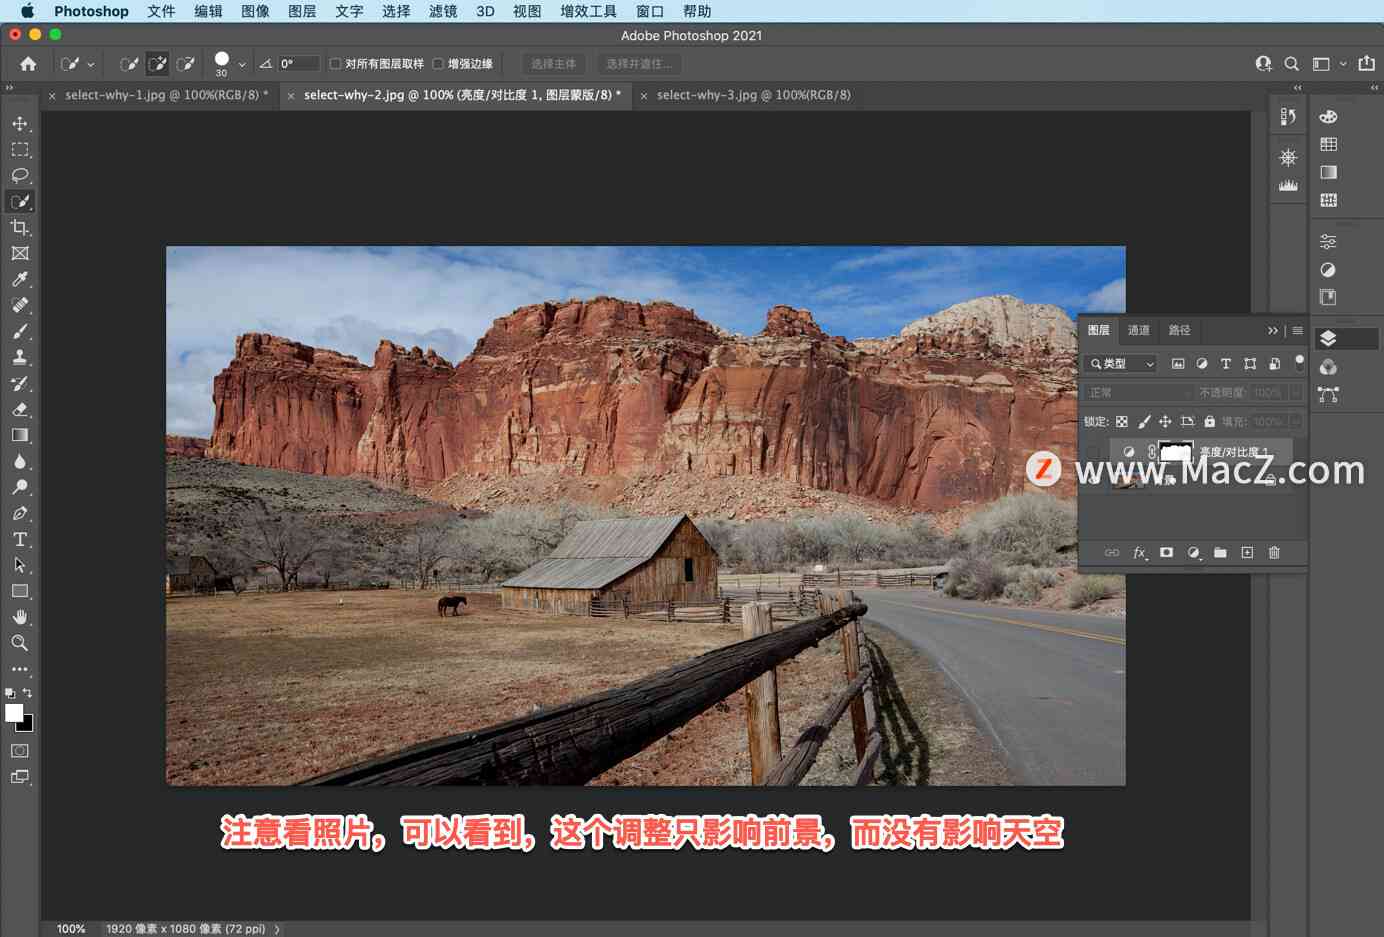 Photoshop 文件 编辑 图像 图层 文字 选择 滤镜 3D 视图 增效工具 窗口 帮助
Adobe Photoshop 2021
30 0° 对所有图层取样 增强边缘 选择主体 选择并遮住...
select-why-1.jpg @ 100%(RGB/8) * select-why-2.jpg @ 100% (亮度/对比度 1, 图层蒙版/8) * select-why-3.jpg @ 100%(RGB/8)
图层 通道 路径
类型
正常 不透明度: 100%
锁定: 填充: 100%
亮度/对比度 1
www.MacZ.com
注意看照片，可以看到，这个调整只影响前景，而没有影响天空
100% 1920 像素 x 1080 像素 (72 ppi)